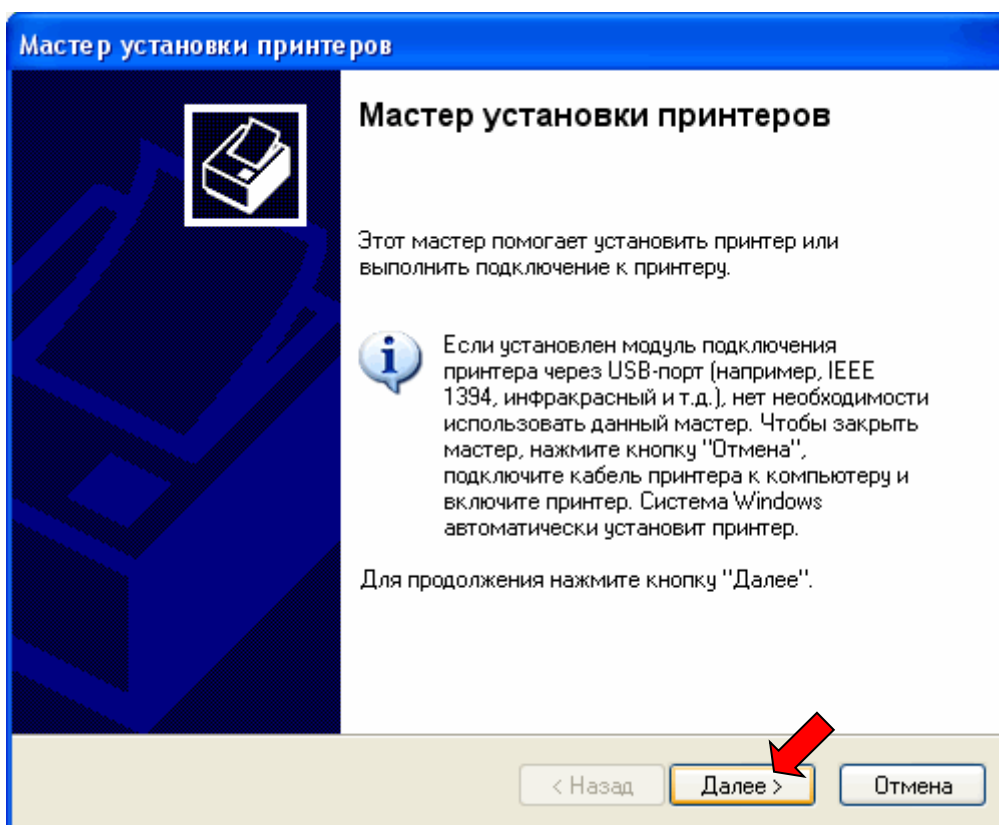 Мастер установки принтеров
Мастер установки принтеров
Этот мастер помогает установить принтер или
выполнить подключение к принтеру.
Если установлен модуль подключения
принтера через USB-порт (например, IEEE
1394, инфракрасный и т.д.), нет необходимости
использовать данный мастер. Чтобы закрыть
мастер, нажмите кнопку "Отмена",
подключите кабель принтера к компьютеру и
включите принтер. Система Windows
автоматически установит принтер.
Для продолжения нажмите кнопку "Далее".
< Назад
Далее >
Отмена